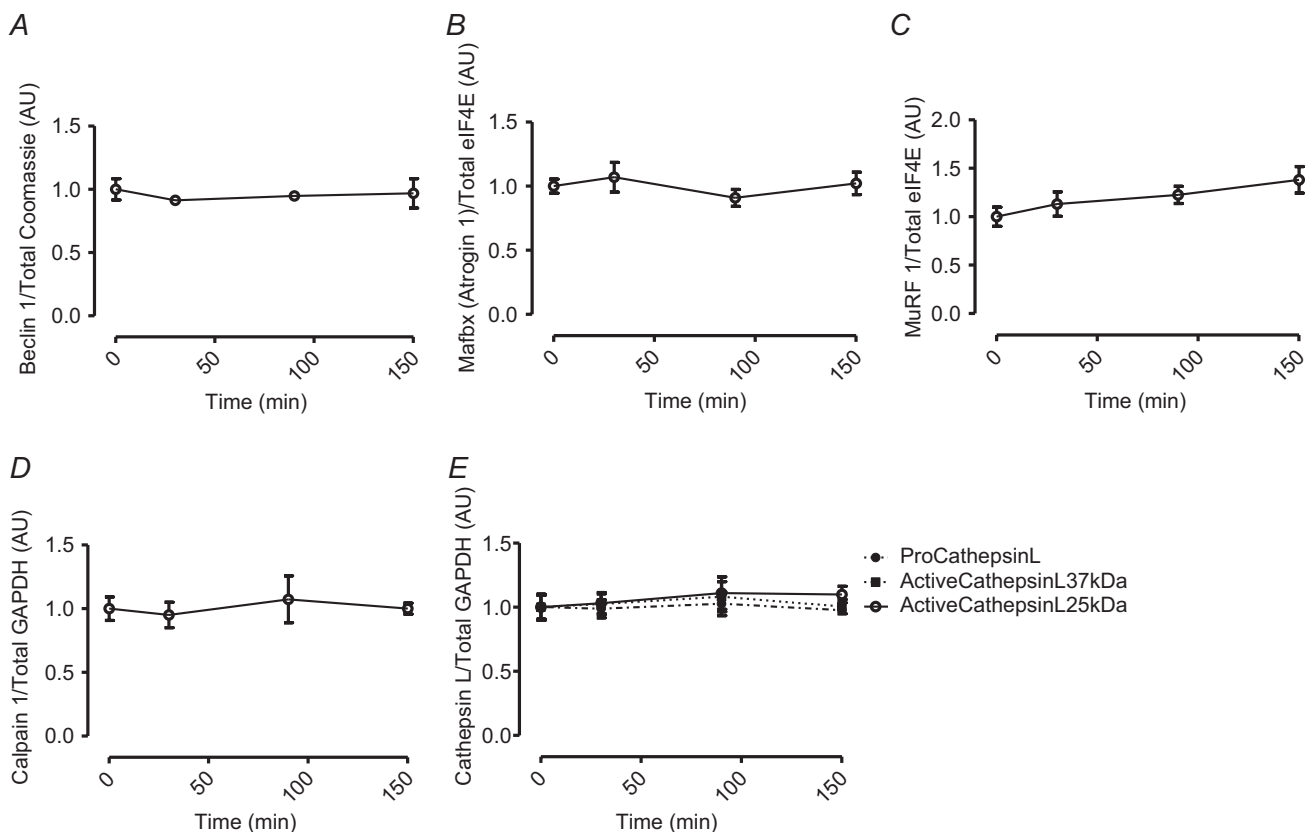 A
Beclin 1/Total Coomassie (AU)
1.5
1.0
0.5
0.0
0
50
100
150
Time (min)
B
Mafbx (Atrogin 1)/Total eIF4E (AU)
1.5
1.0
0.5
0.0
0
50
100
150
Time (min)
C
MuRF 1/Total eIF4E (AU)
2.0
1.5
1.0
0.5
0.0
0
50
100
150
Time (min)
D
Calpain 1/Total GAPDH (AU)
1.5
1.0
0.5
0.0
0
50
100
150
Time (min)
E
Cathepsin L/Total GAPDH (AU)
1.5
1.0
0.5
0.0
0
50
100
150
Time (min)
ProCathepsinL
ActiveCathepsinL37kDa
ActiveCathepsinL25kDa